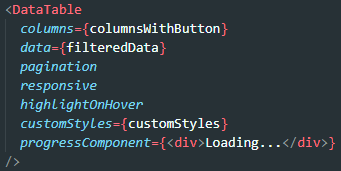 <DataTable
columns={columnsWithButton}
data={filteredData}
pagination
responsive
highlightOnHover
customStyles={customStyles}
progressComponent={<div>Loading...</div>}
/>